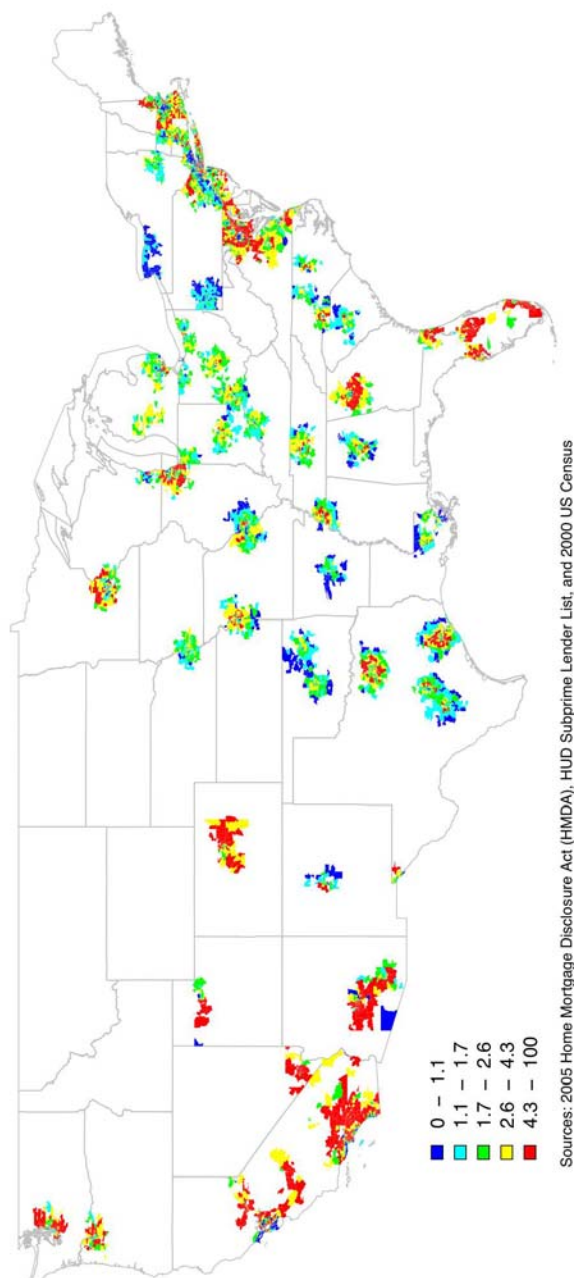 0 – 1.1
1.1 – 1.7
1.7 – 2.6
2.6 – 4.3
4.3 – 100
Sources: 2005 Home Mortgage Disclosure Act (HMDA), HUD Subprime Lender List, and 2000 US Census